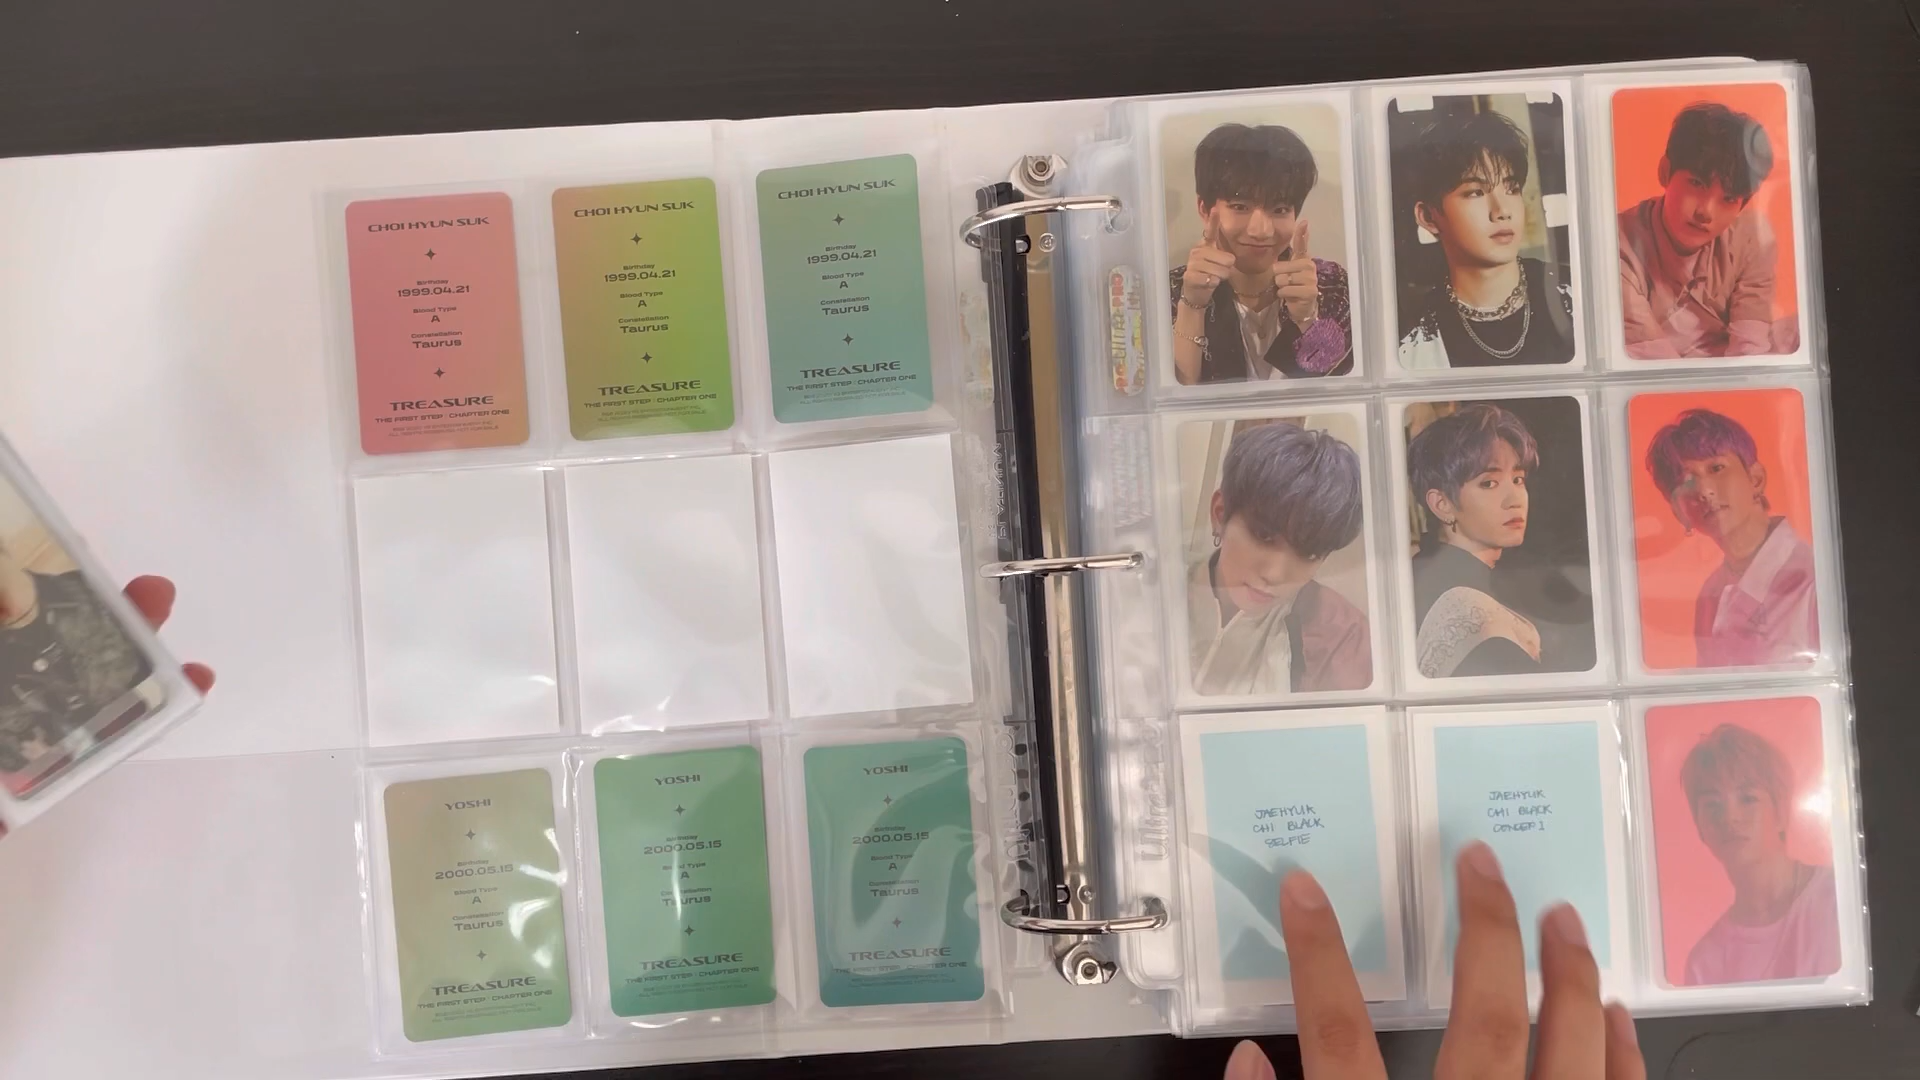 CHOI HYUN SUK
Birthday
1999.04.21
Blood Type
A
Constellation
Taurus
TREASURE
THE FIRST STEP : CHAPTER ONE
CHOI HYUN SUK
Birthday
1999.04.21
Blood Type
A
Constellation
Taurus
TREASURE
THE FIRST STEP : CHAPTER ONE
CHOI HYUN SUK
Birthday
1999.04.21
Blood Type
A
Constellation
Taurus
TREASURE
THE FIRST STEP : CHAPTER ONE
YOSHI
Birthday
2000.05.15
Blood Type
A
Constellation
Taurus
TREASURE
THE FIRST STEP : CHAPTER ONE
YOSHI
Birthday
2000.05.15
Blood Type
A
Constellation
Taurus
TREASURE
THE FIRST STEP : CHAPTER ONE
YOSHI
Birthday
2000.05.15
Blood Type
A
Constellation
Taurus
TREASURE
THE FIRST STEP : CHAPTER ONE
JAEHYUK
CH1 BLACK
SELFIE
JAEHYUK
CH1 BLACK
CONCEPT 1